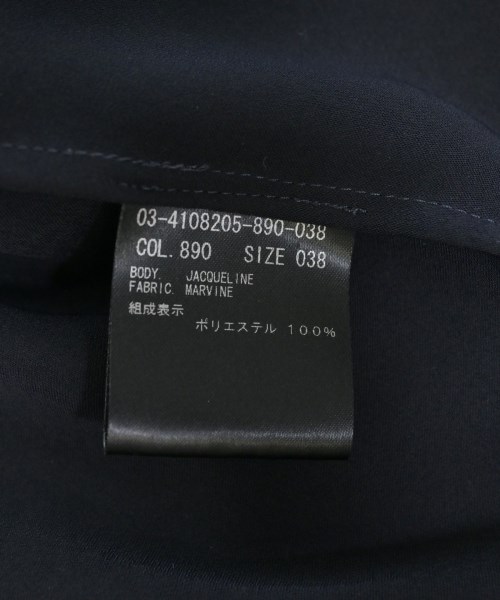 03-4108205-890-038
COL. 890 SIZE 038
BODY. JACQUELINE
FABRIC. MARVINE
組成表示
ポリエステル 100%